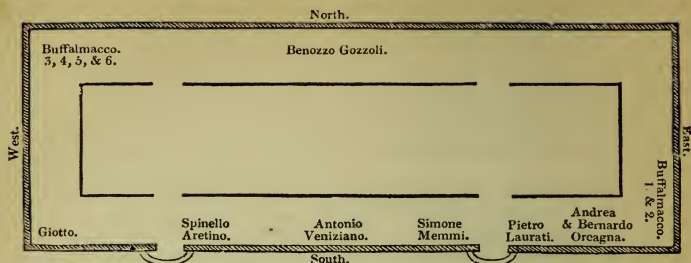 North.
Buffalmacco.
3, 4, 5, & 6.
Benozzo Gozzoli.
West.
East.
Buffalmacco.
1. & 2.
Giotto.
Spinello
Aretino.
Antonio
Veniziano.
Simone
Memmi.
Pietro
Laurati.
Andrea
& Bernardo
Orcagna.
South.